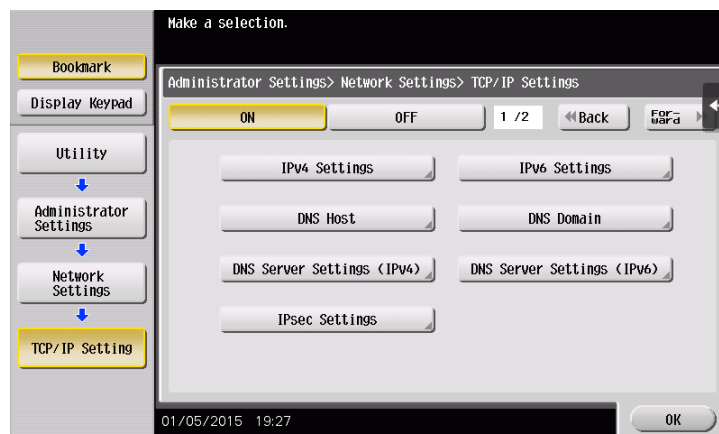 Make a selection.
Bookmark
Display Keypad
Utility
Administrator
Settings
Network
Settings
TCP/IP Setting
Administrator Settings> Network Settings> TCP/IP Settings
ON
OFF
1 /2
Back
For-
ward
IPv4 Settings
IPv6 Settings
DNS Host
DNS Domain
DNS Server Settings (IPv4)
DNS Server Settings (IPv6)
IPsec Settings
01/05/2015 19:27
OK